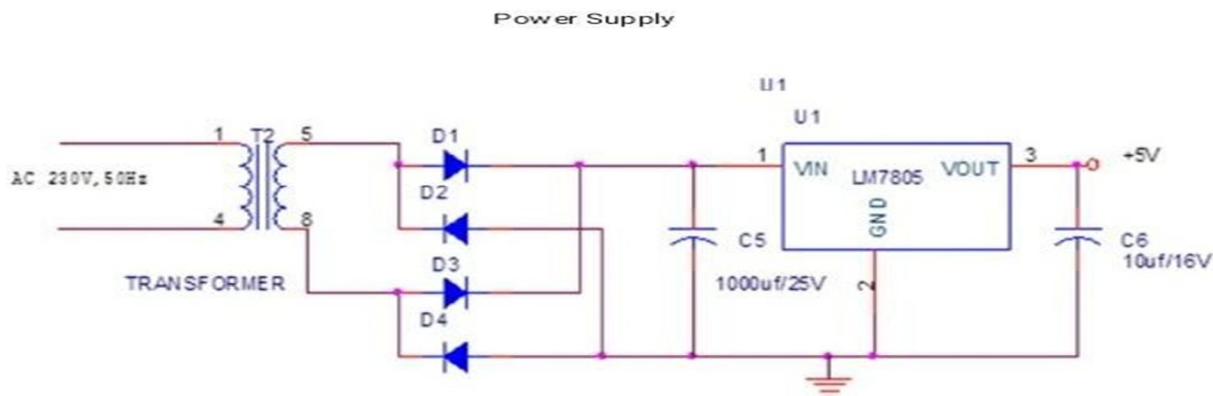 Power Supply
U1
U1
1 T2 5
D1
1 VIN LM7805 VOUT 3 +5V
AC 230V, 50Hz
D2
GND
4 8
C5
C6
1000uf/25V
10uf/16V
TRANSFORMER
D3
2
D4